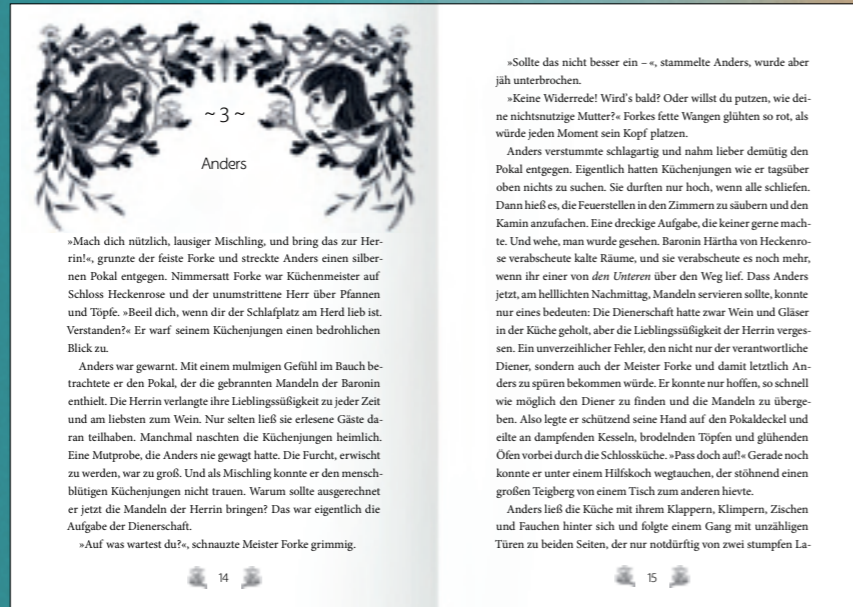 ~ 3 ~
Anders
»Mach dich nützlich, lausiger Mischling, und bring das zur Her-
rin!«, grunzte der feiste Forke und streckte Anders einen silber-
nen Pokal entgegen. Nimmersatt Forke war Küchenmeister auf
Schloss Heckenrose und der unumstrittene Herr über Pfannen
und Töpfe. »Beeil dich, wenn dir der Schlafplatz am Herd lieb ist.
Verstanden?« Er warf seinem Küchenjungen einen bedrohlichen
Blick zu.
Anders war gewarnt. Mit einem mulmigen Gefühl im Bauch be-
trachtete er den Pokal, der die gebrannten Mandeln der Baronin
enthielt. Die Herrin verlangte ihre Lieblingssüßigkeit zu jeder Zeit
und am liebsten zum Wein. Nur selten ließ sie erlesene Gäste da-
ran teilhaben. Manchmal naschten die Küchenjungen heimlich.
Eine Mutprobe, die Anders nie gewagt hatte. Die Furcht, erwischt
zu werden, war zu groß. Und als Mischling konnte er den mensch-
blütigen Küchenjungen nicht trauen. Warum sollte ausgerechnet
er jetzt die Mandeln der Herrin bringen? Das war eigentlich die
Aufgabe der Dienerschaft.
»Auf was wartest du?«, schnauzte Meister Forke grimmig.
14
»Sollte das nicht besser ein – «, stammelte Anders, wurde aber
jäh unterbrochen.
»Keine Widerrede! Wird's bald? Oder willst du putzen, wie dei-
ne nichtsnutzige Mutter?« Forkes fette Wangen glühten so rot, als
würde jeden Moment sein Kopf platzen.
Anders verstummte schlagartig und nahm lieber demütig den
Pokal entgegen. Eigentlich hatten Küchenjungen wie er tagsüber
oben nichts zu suchen. Sie durften nur hoch, wenn alle schliefen.
Dann hieß es, die Feuerstellen in den Zimmern zu säubern und den
Kamin anzufachen. Eine dreckige Aufgabe, die keiner gerne mach-
te. Und wehe, man wurde gesehen. Baronin Härtha von Heckenro-
se verabscheute kalte Räume, und sie verabscheute es noch mehr,
wenn ihr einer von den Unteren über den Weg lief. Dass Anders
jetzt, am helllichten Nachmittag, Mandeln servieren sollte, konnte
nur eines bedeuten: Die Dienerschaft hatte zwar Wein und Gläser
in der Küche geholt, aber die Lieblingssüßigkeit der Herrin verges-
sen. Ein unverzeihlicher Fehler, den nicht nur der verantwortliche
Diener, sondern auch der Meister Forke und damit letztlich An-
ders zu spüren bekommen würde. Er konnte nur hoffen, so schnell
wie möglich den Diener zu finden und die Mandeln zu überge-
ben. Also legte er schützend seine Hand auf den Pokaldeckel und
eilte an dampfenden Kesseln, brodelnden Töpfen und glühenden
Öfen vorbei durch die Schlossküche. »Pass doch auf!« Gerade noch
konnte er unter einem Hilfskoch wegtauchen, der stöhnend einen
großen Teigberg von einem Tisch zum anderen hievte.
Anders ließ die Küche mit ihrem Klappern, Klimpern, Zischen
und Fauchen hinter sich und folgte einem Gang mit unzähligen
Türen zu beiden Seiten, der nur notdürftig von zwei stumpfen La-
15